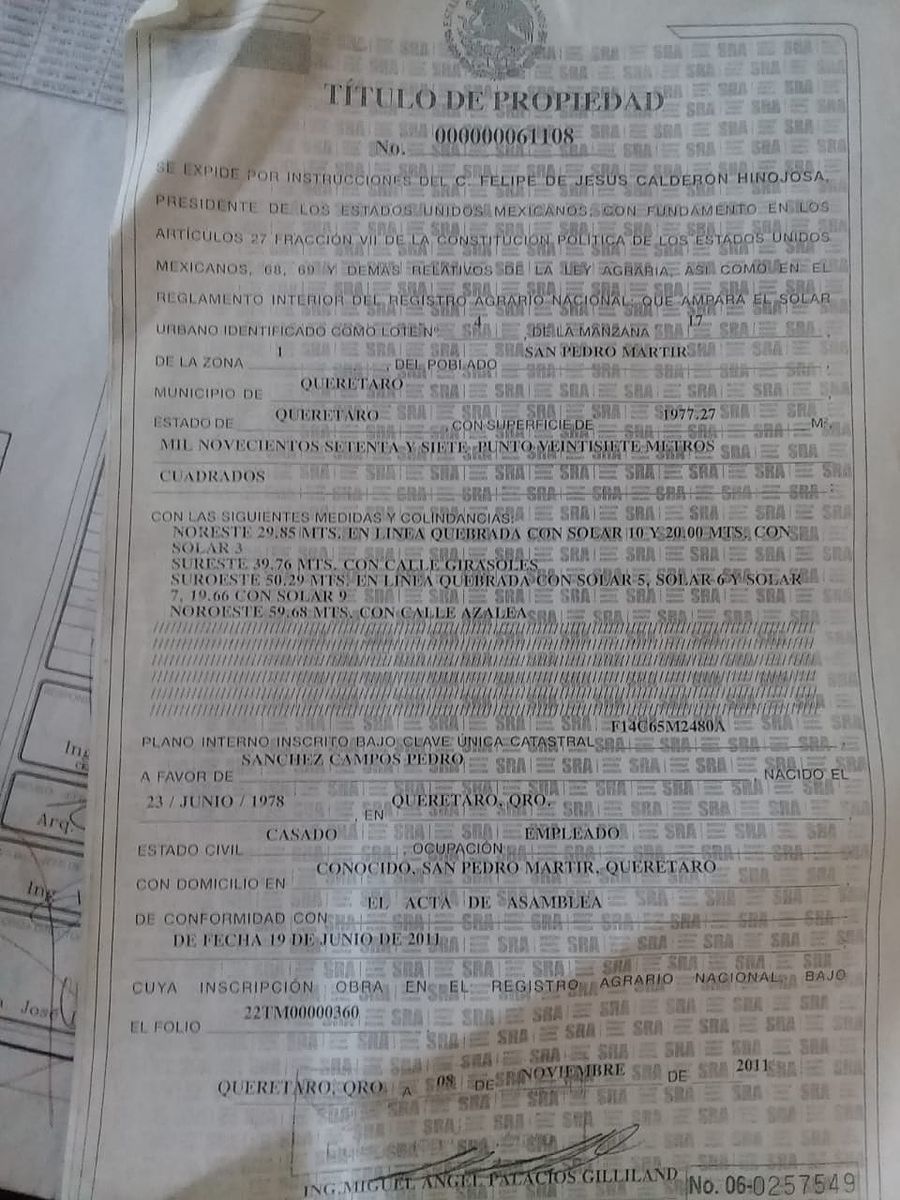 TÍTULO DE PROPIEDAD
No. 000000061108
SE EXPIDE POR INSTRUCCIONES DEL C. FELIPE DE JESUS CALDERON HINOJOSA,
PRESIDENTE DE LOS ESTADOS UNIDOS MEXICANOS, CON FUNDAMENTO EN LOS
ARTÍCULOS 27 FRACCIÓN VII DE LA CONSTITUCIÓN POLÍTICA DE LOS ESTADOS UNIDOS
MEXICANOS, 68, 69 Y DEMAS RELATIVOS DE LA LEY AGRARIA, ASI COMO EN EL
REGLAMENTO INTERIOR DEL REGISTRO AGRARIO NACIONAL, QUE AMPARA EL SOLAR
URBANO IDENTIFICADO COMO LOTE Nº 4, DE LA MANZANA 17
DE LA ZONA 1, DEL POBLADO SAN PEDRO MARTIR,
MUNICIPIO DE QUERETARO
ESTADO DE QUERETARO, CON SUPERFICIE DE 1977.27 M²,
MIL NOVECIENTOS SETENTA Y SIETE, PUNTO VEINTISIETE METROS
CUADRADOS
CON LAS SIGUIENTES MEDIDAS Y COLINDANCIAS:
NORESTE 29.85 MTS. EN LINEA QUEBRADA CON SOLAR 10 Y 20.00 MTS. CON
SOLAR 3
SURESTE 39.76 MTS. CON CALLE GIRASOLES
SUROESTE 50.29 MTS. EN LINEA QUEBRADA CON SOLAR 5, SOLAR 6 Y SOLAR
7, 19.66 CON SOLAR 9
NOROESTE 59.68 MTS. CON CALLE AZALEA
PLANO INTERNO INSCRITO BAJO CLAVE ÚNICA CATASTRAL F14C65M2480A,
A FAVOR DE SANCHEZ CAMPOS PEDRO, NACIDO EL
23 / JUNIO / 1978, EN QUERETARO, QRO.
ESTADO CIVIL CASADO, OCUPACIÓN EMPLEADO
CON DOMICILIO EN CONOCIDO, SAN PEDRO MARTIR, QUERETARO
DE CONFORMIDAD CON EL ACTA DE ASAMBLEA
DE FECHA 19 DE JUNIO DE 2011
CUYA INSCRIPCIÓN OBRA EN EL REGISTRO AGRARIO NACIONAL, BAJO
EL FOLIO 22TM00000360
QUERETARO, QRO. A 08 DE NOVIEMBRE DE 2011
ING.MIGUEL ANGEL PALACIOS GILLILAND
No. 06-0257549
Ing
Arq.
Ing.
José